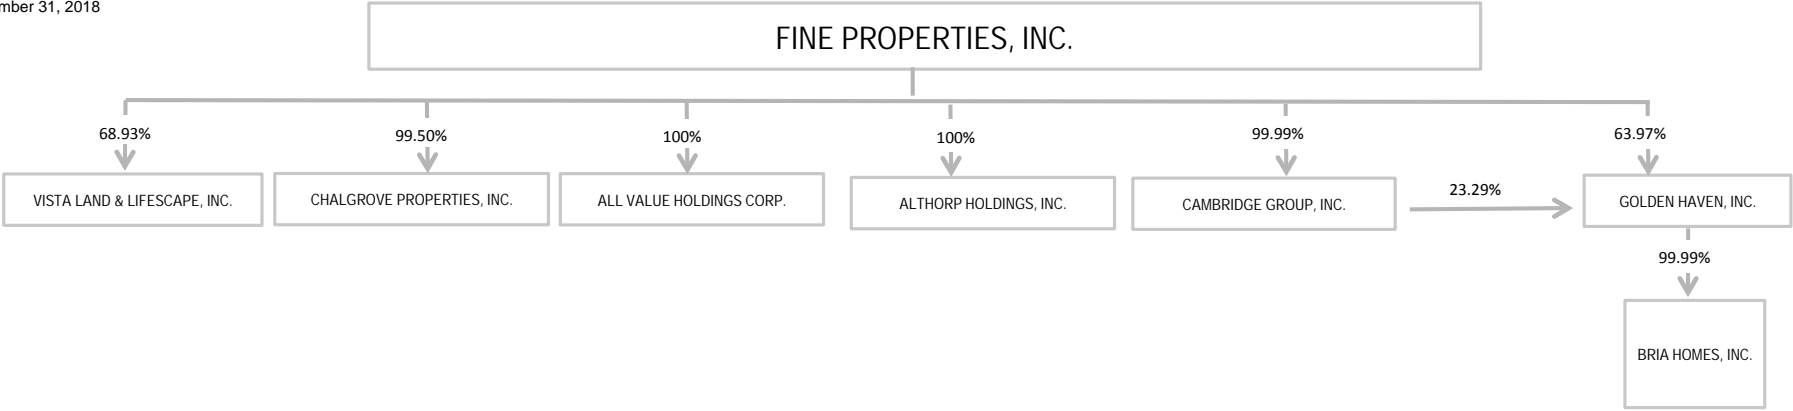 mber 31, 2018
FINE PROPERTIES, INC.
68.93%
99.50%
100%
100%
99.99%
63.97%
VISTA LAND & LIFESCAPE, INC.
CHALGROVE PROPERTIES, INC.
ALL VALUE HOLDINGS CORP.
ALTHORP HOLDINGS, INC.
CAMBRIDGE GROUP, INC.
23.29%
GOLDEN HAVEN, INC.
99.99%
BRIA HOMES, INC.